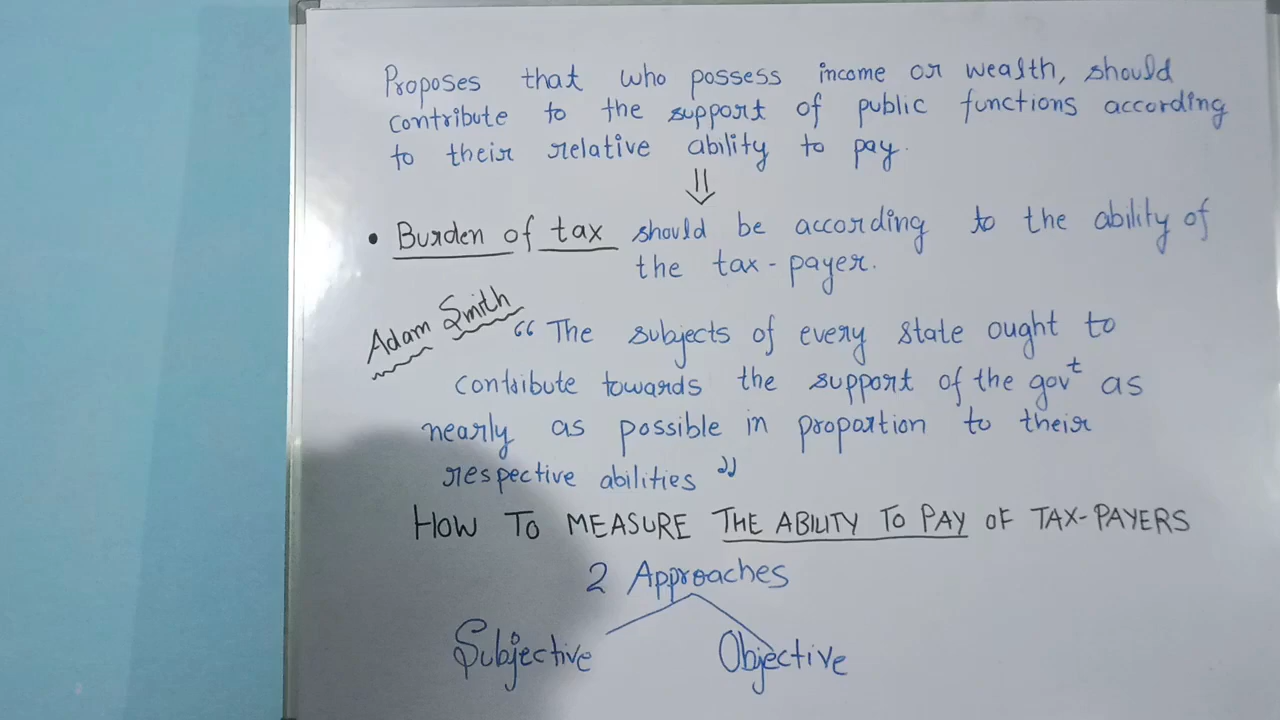 Proposes that who possess income or wealth, should
contribute to the support of public functions according
to their relative ability to pay.
⇓
• Burden of tax should be according to the ability of
the tax-payer.
Adam Smith
“The subjects of every state ought to
contribute towards the support of the govt as
nearly as possible in proportion to their
respective abilities”
HOW TO MEASURE THE ABILITY TO PAY OF TAX-PAYERS
2 Approaches
Subjective Objective